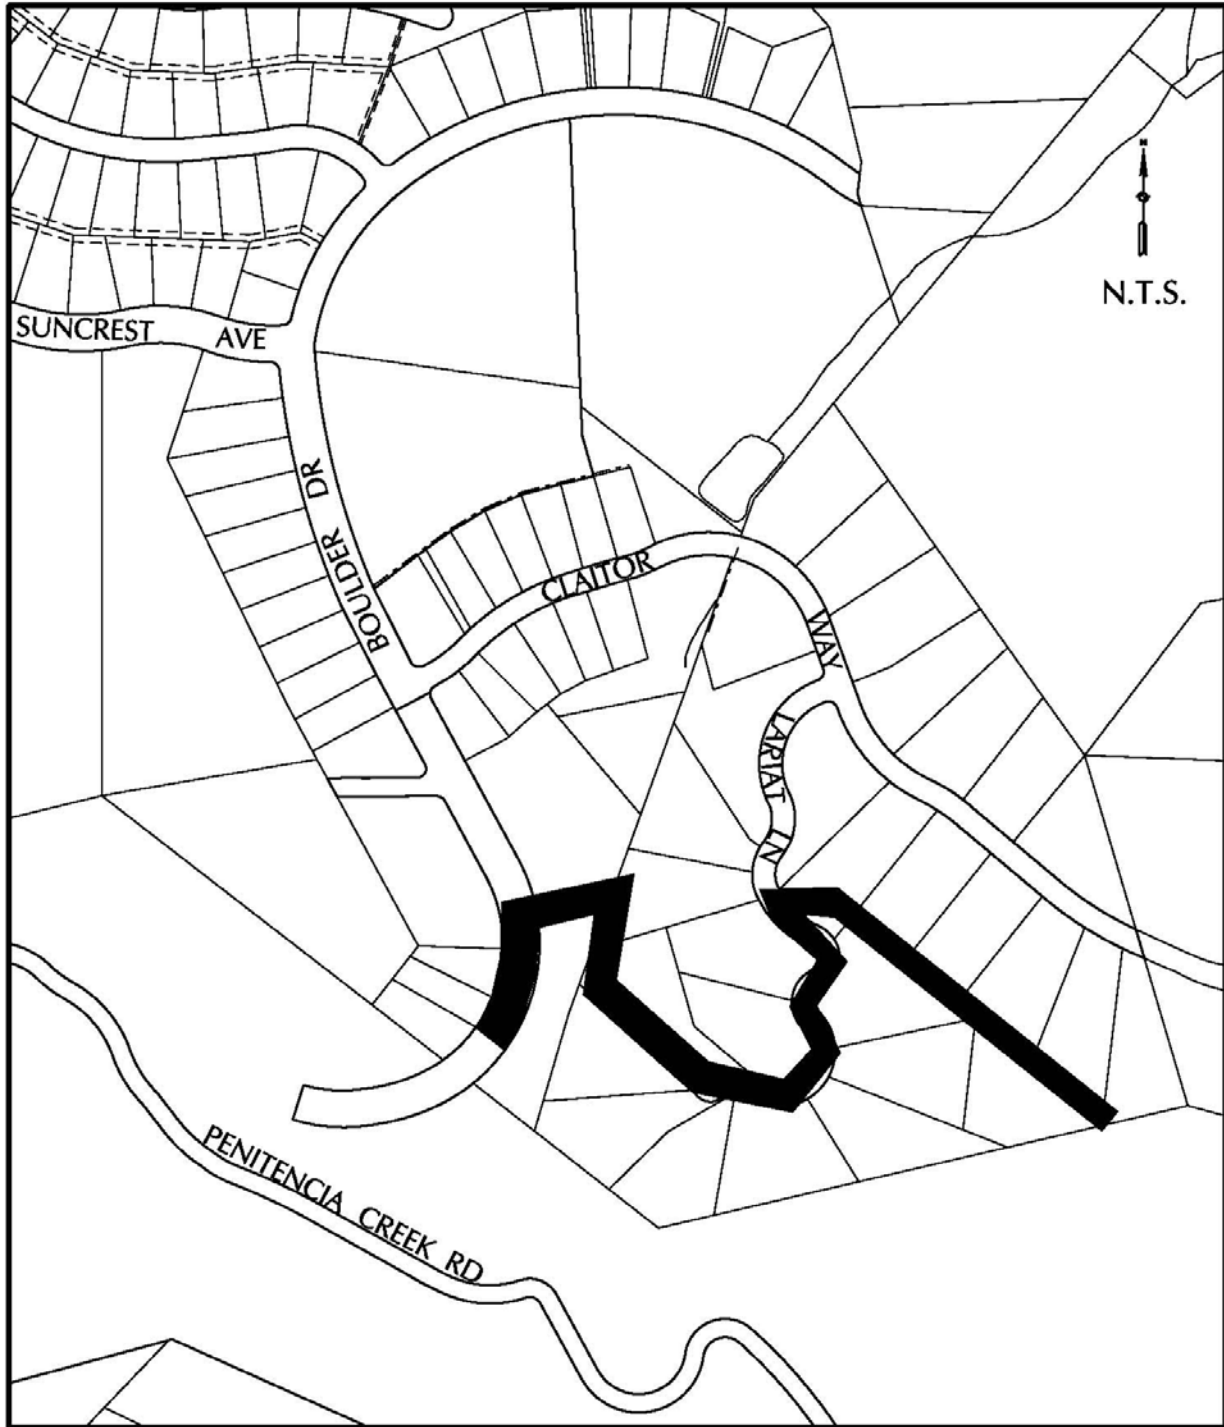 N
N.T.S.
SUNCREST AVE
BOULDER DR
CLAITOR WAY
LARIAT LN
PENITENCIA CREEK RD